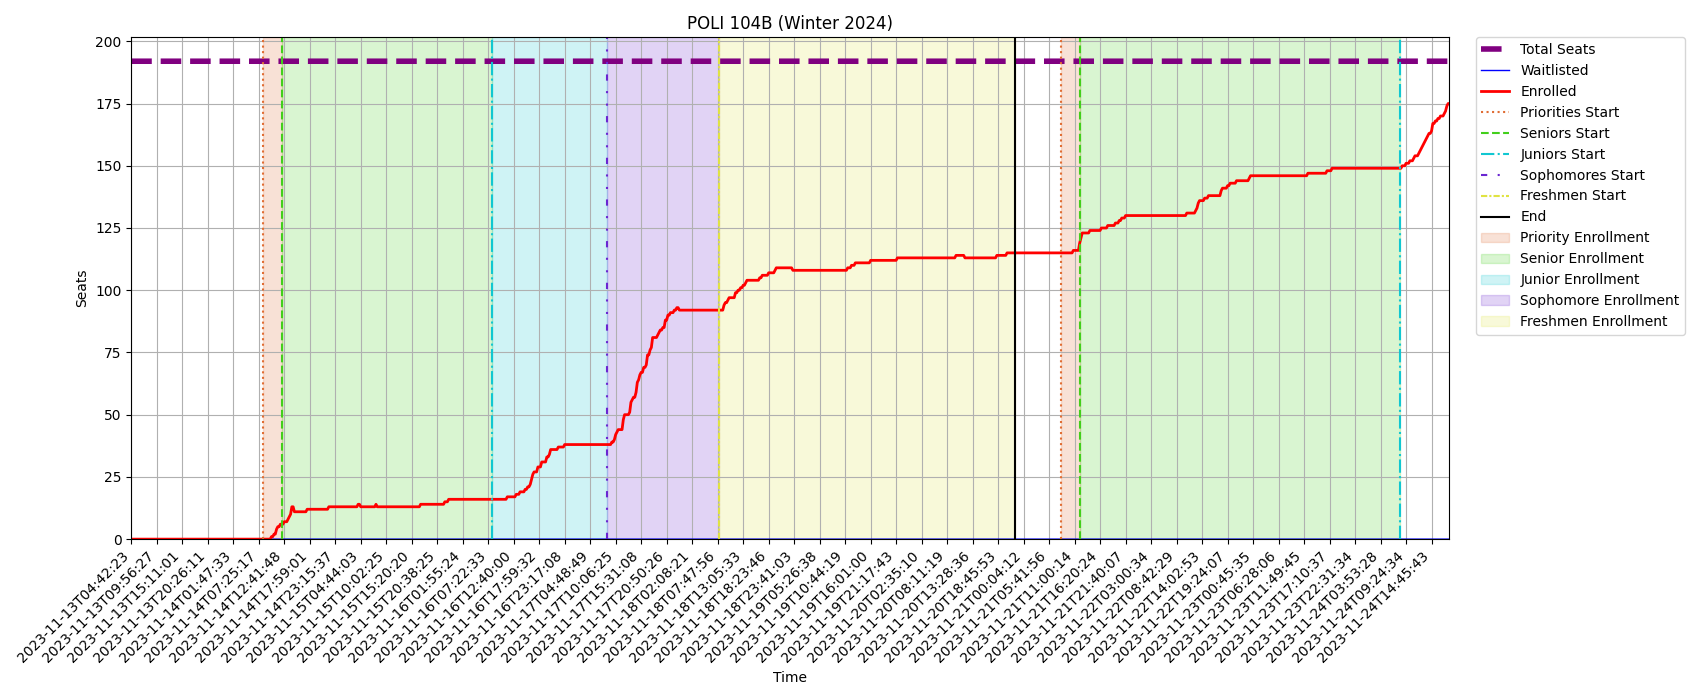 POLI 104B (Winter 2024)
200
175
150
125
100
75
50
25
0
Seats
2023-11-13T04:42:23
2023-11-13T09:56:27
2023-11-13T15:11:01
2023-11-13T20:26:11
2023-11-14T01:47:33
2023-11-14T07:25:17
2023-11-14T12:41:48
2023-11-14T17:59:01
2023-11-14T23:15:37
2023-11-15T04:44:03
2023-11-15T10:02:25
2023-11-15T15:20:20
2023-11-15T20:38:25
2023-11-16T01:55:24
2023-11-16T07:22:33
2023-11-16T12:40:00
2023-11-16T17:59:32
2023-11-16T23:17:08
2023-11-17T04:48:49
2023-11-17T10:06:25
2023-11-17T15:31:08
2023-11-17T20:50:26
2023-11-18T02:08:21
2023-11-18T07:47:56
2023-11-18T13:05:33
2023-11-18T18:23:46
2023-11-18T23:41:03
2023-11-19T05:26:38
2023-11-19T10:44:19
2023-11-19T16:01:00
2023-11-19T21:17:43
2023-11-20T02:35:10
2023-11-20T08:11:19
2023-11-20T13:28:36
2023-11-20T18:45:53
2023-11-21T00:04:12
2023-11-21T05:41:56
2023-11-21T11:00:14
2023-11-21T16:20:24
2023-11-21T21:40:07
2023-11-22T03:00:34
2023-11-22T08:42:29
2023-11-22T14:02:53
2023-11-22T19:24:07
2023-11-23T00:45:35
2023-11-23T06:28:06
2023-11-23T11:49:45
2023-11-23T17:10:37
2023-11-23T22:31:34
2023-11-24T03:53:28
2023-11-24T09:24:34
2023-11-24T14:45:43
Time
Total Seats
Waitlisted
Enrolled
Priorities Start
Seniors Start
Juniors Start
Sophomores Start
Freshmen Start
End
Priority Enrollment
Senior Enrollment
Junior Enrollment
Sophomore Enrollment
Freshmen Enrollment